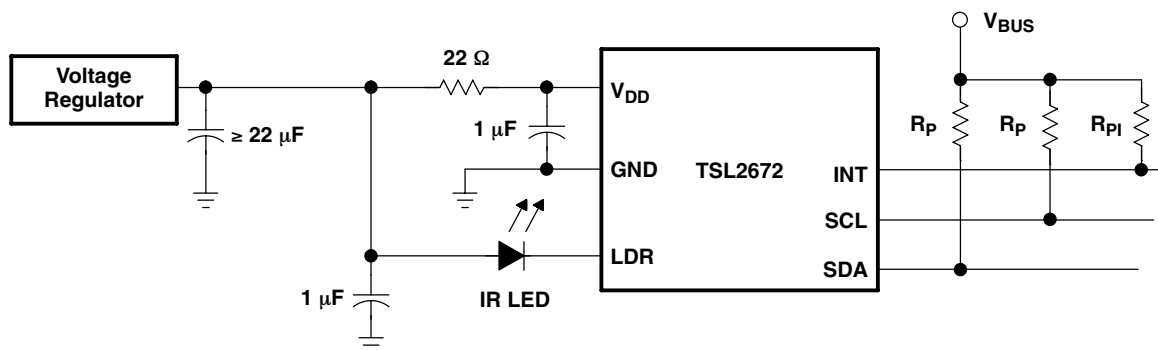 Voltage
Regulator
≥ 22 μF
22 Ω
1 μF
1 μF
IR LED
V_DD
GND
LDR
TSL2672
INT
SCL
SDA
V_BUS
R_P
R_P
R_PI